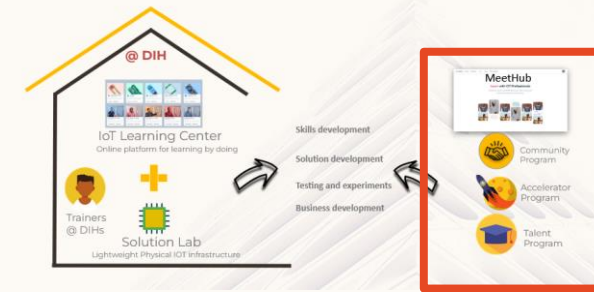 @ DIH
IoT Learning Center
Online platform for learning by doing
Trainers
@ DIHs
Solution Lab
Lightweight Physical IOT Infrastructure
Skills development
Solution development
Testing and experiments
Business development
MeetHub
Community
Program
Accelerator
Program
Talent
Program